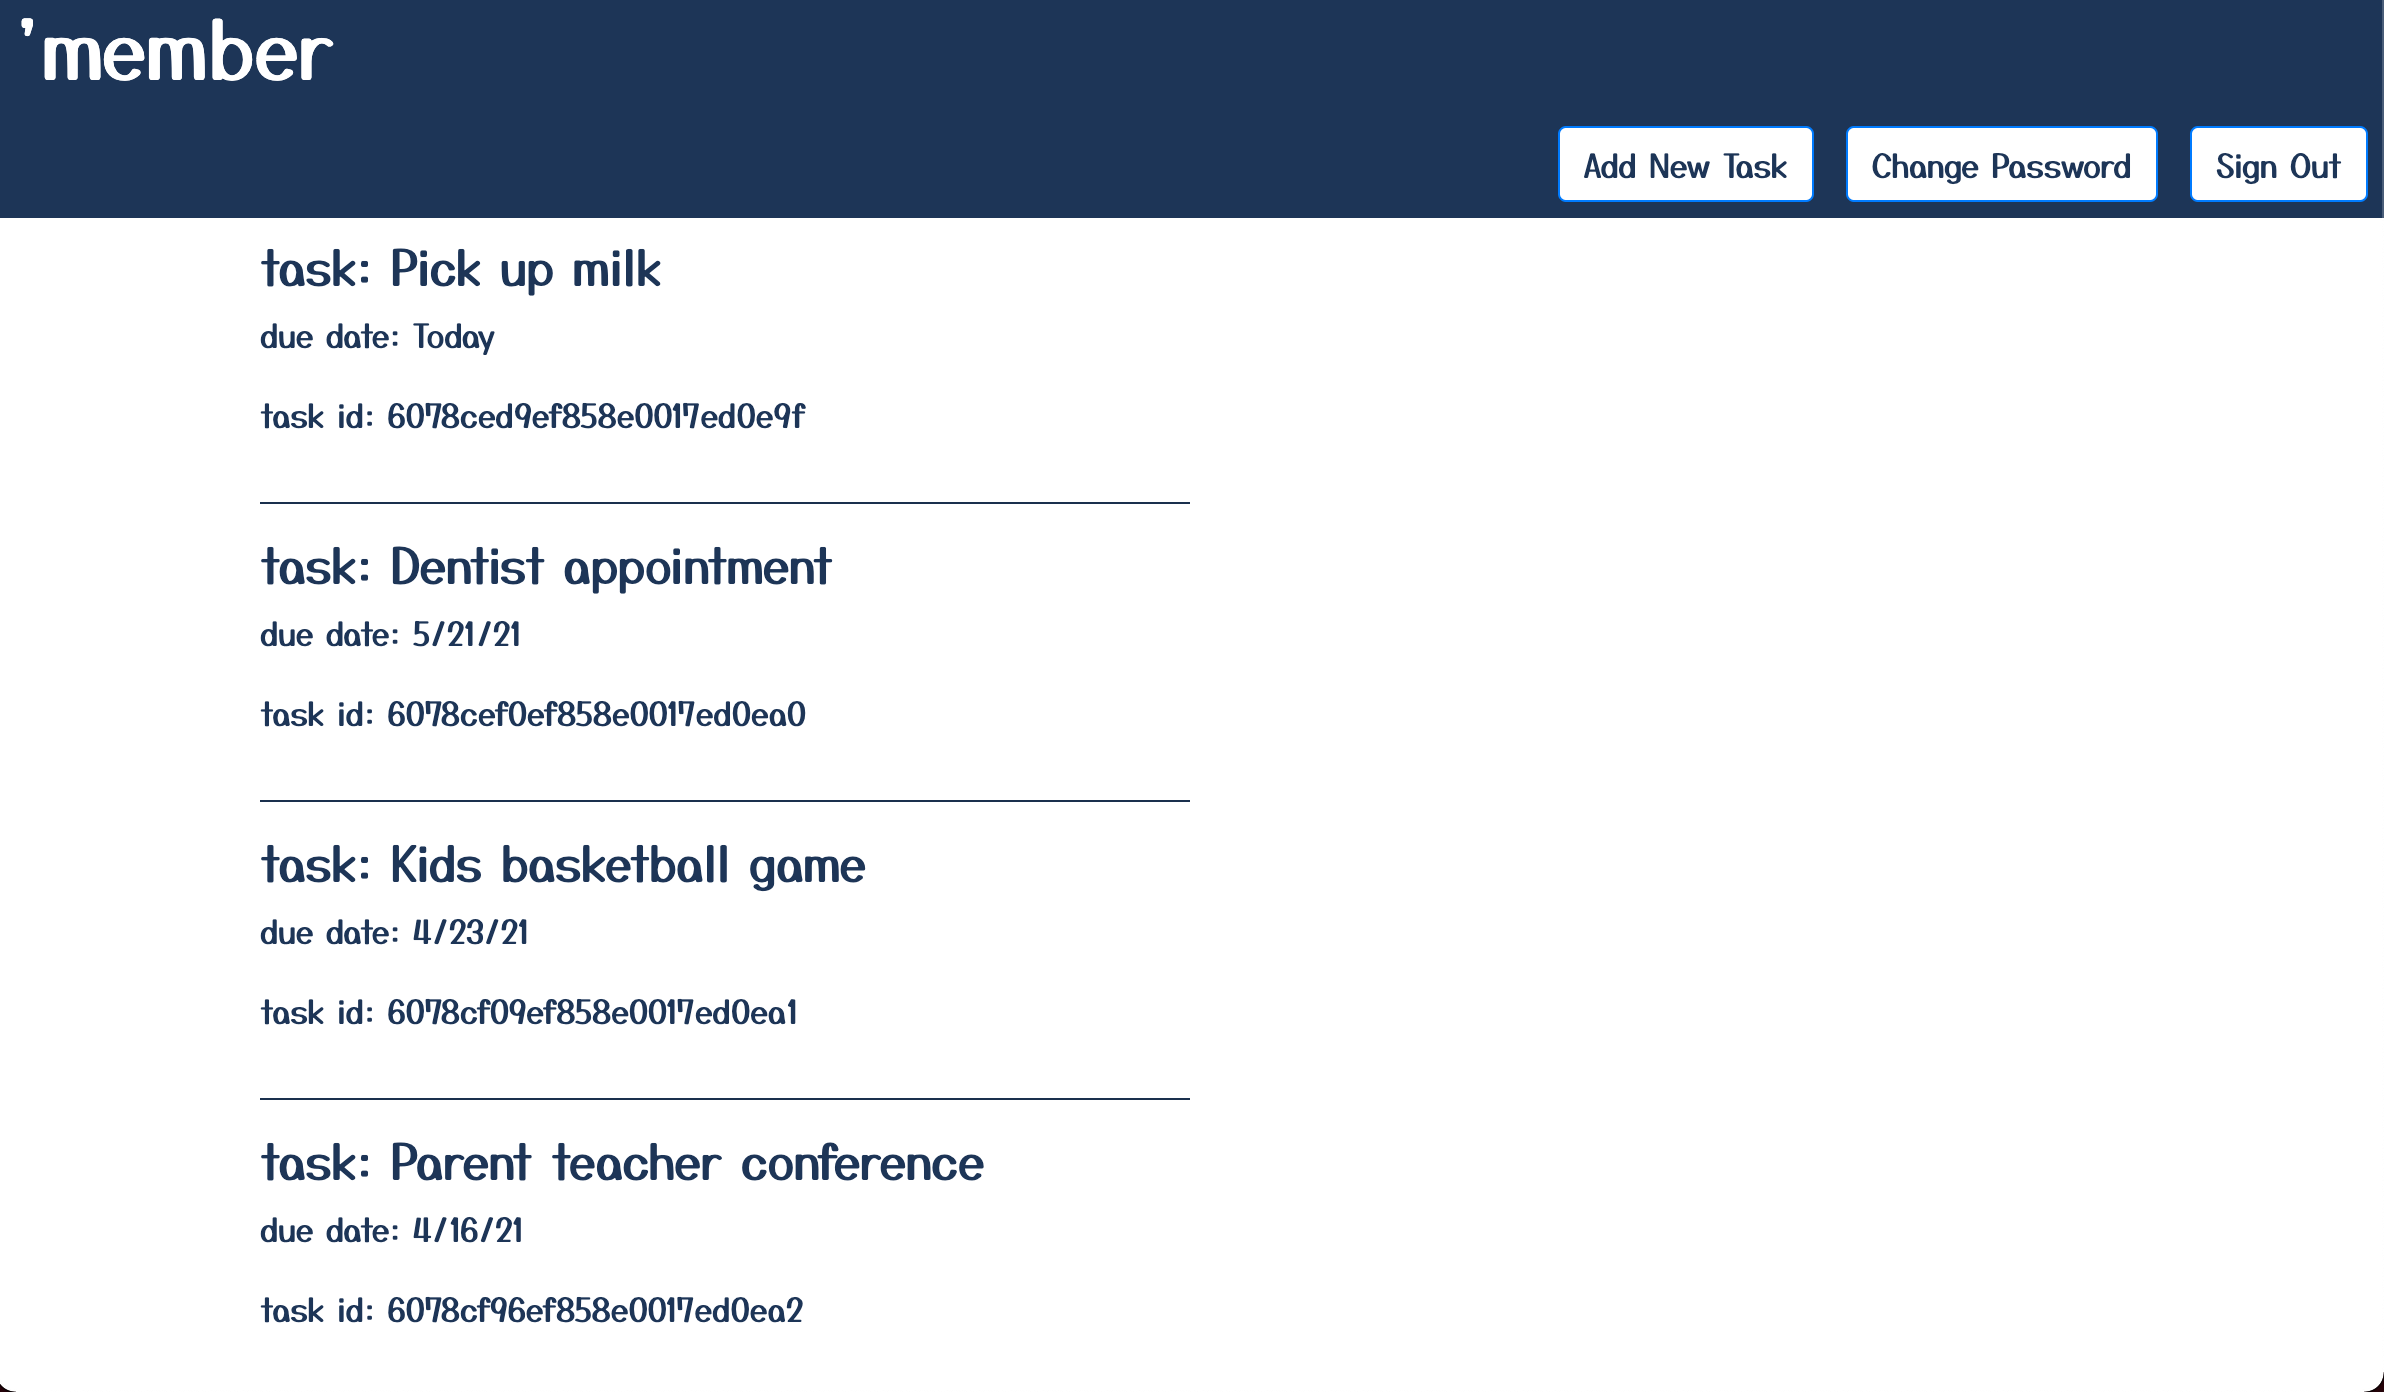 'member
Add New Task
Change Password
Sign Out
task: Pick up milk
due date: Today
task id: 6078ced9ef858e0017ed0e9f
task: Dentist appointment
due date: 5/21/21
task id: 6078cef0ef858e0017ed0ea0
task: Kids basketball game
due date: 4/23/21
task id: 6078cf09ef858e0017ed0ea1
task: Parent teacher conference
due date: 4/16/21
task id: 6078cf96ef858e0017ed0ea2